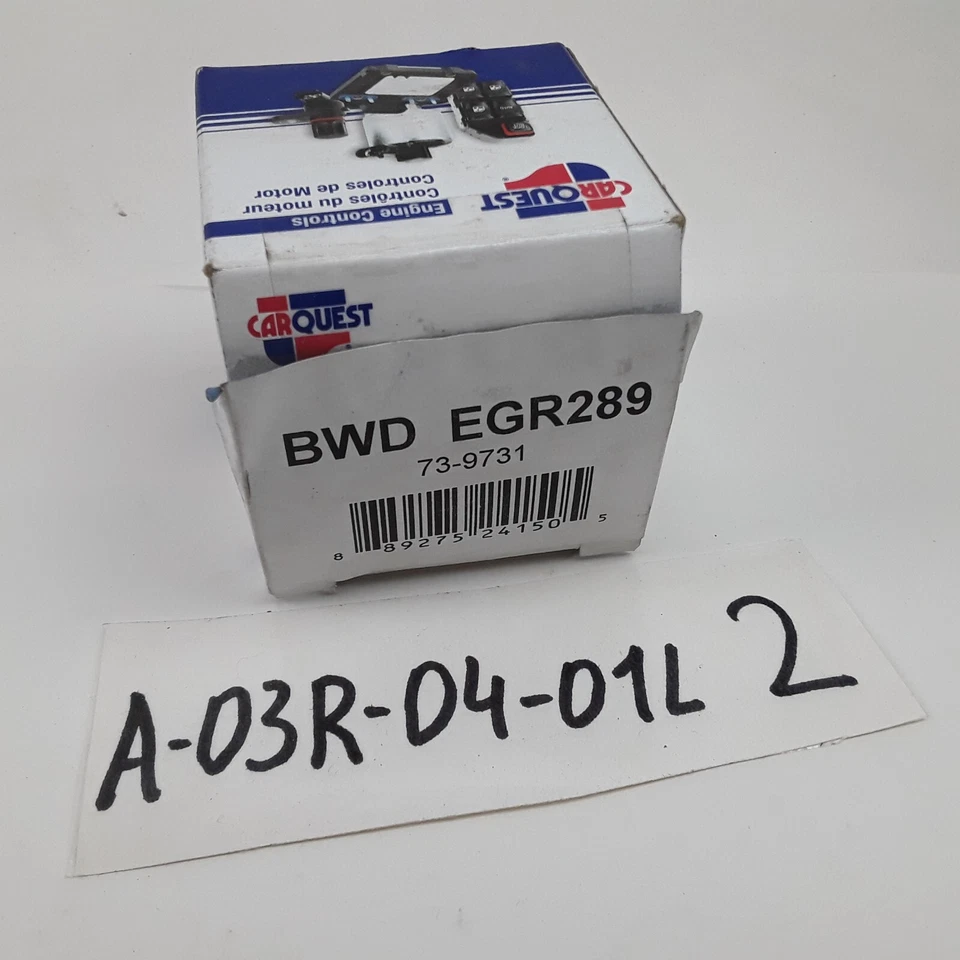 CARQUEST
Engine Controls
Contrôles du moteur
Controles de Motor
CARQUEST
BWD EGR289
73-9731
8 89275 24150 5
A-03R-04-01L 2